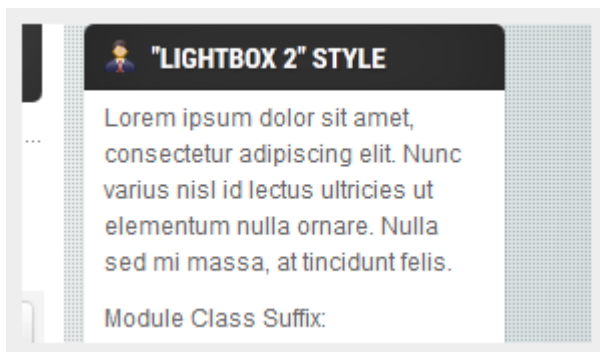 "LIGHTBOX 2" STYLE
Lorem ipsum dolor sit amet,
consectetur adipiscing elit. Nunc
varius nisl id lectus ultricies ut
elementum nulla ornare. Nulla
sed mi massa, at tincidunt felis.
Module Class Suffix: